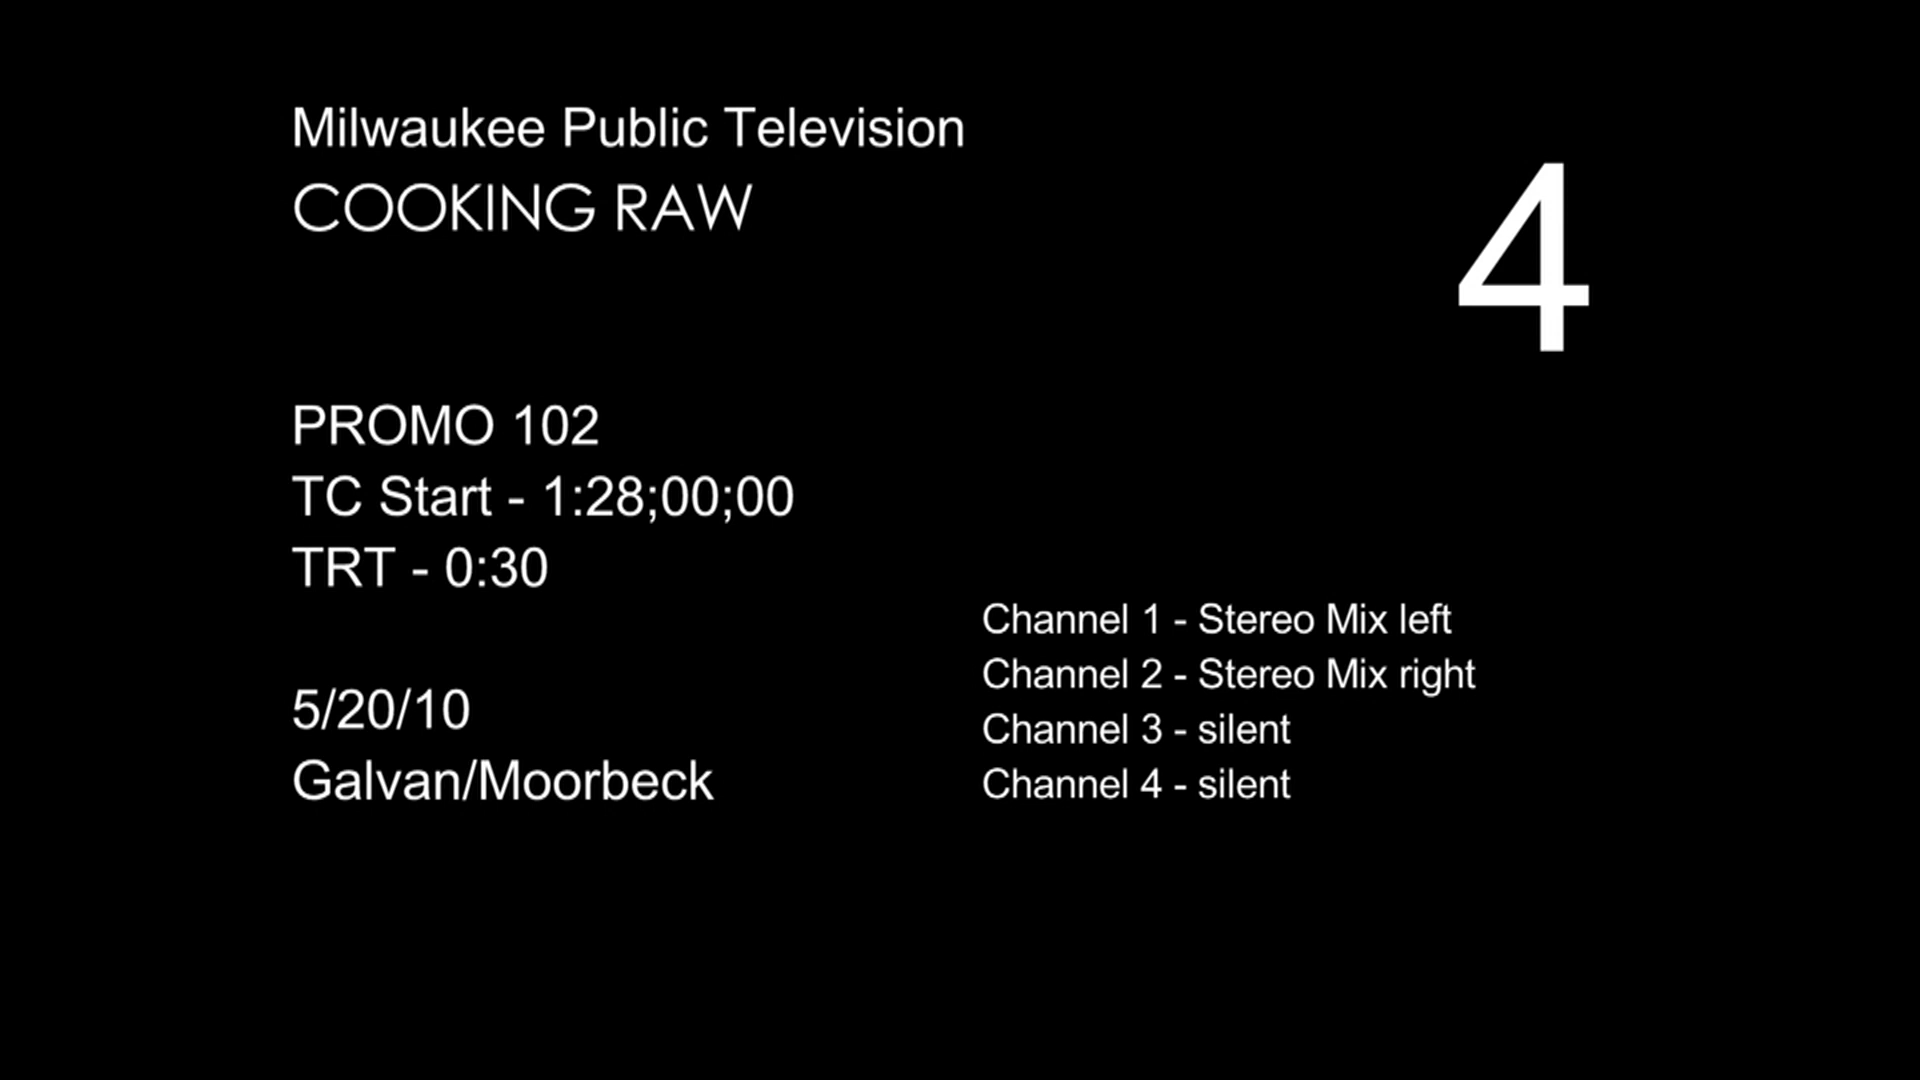 Milwaukee Public Television
COOKING RAW
4
PROMO 102
TC Start - 1:28;00;00
TRT - 0:30
5/20/10
Galvan/Moorbeck
Channel 1 - Stereo Mix left
Channel 2 - Stereo Mix right
Channel 3 - silent
Channel 4 - silent